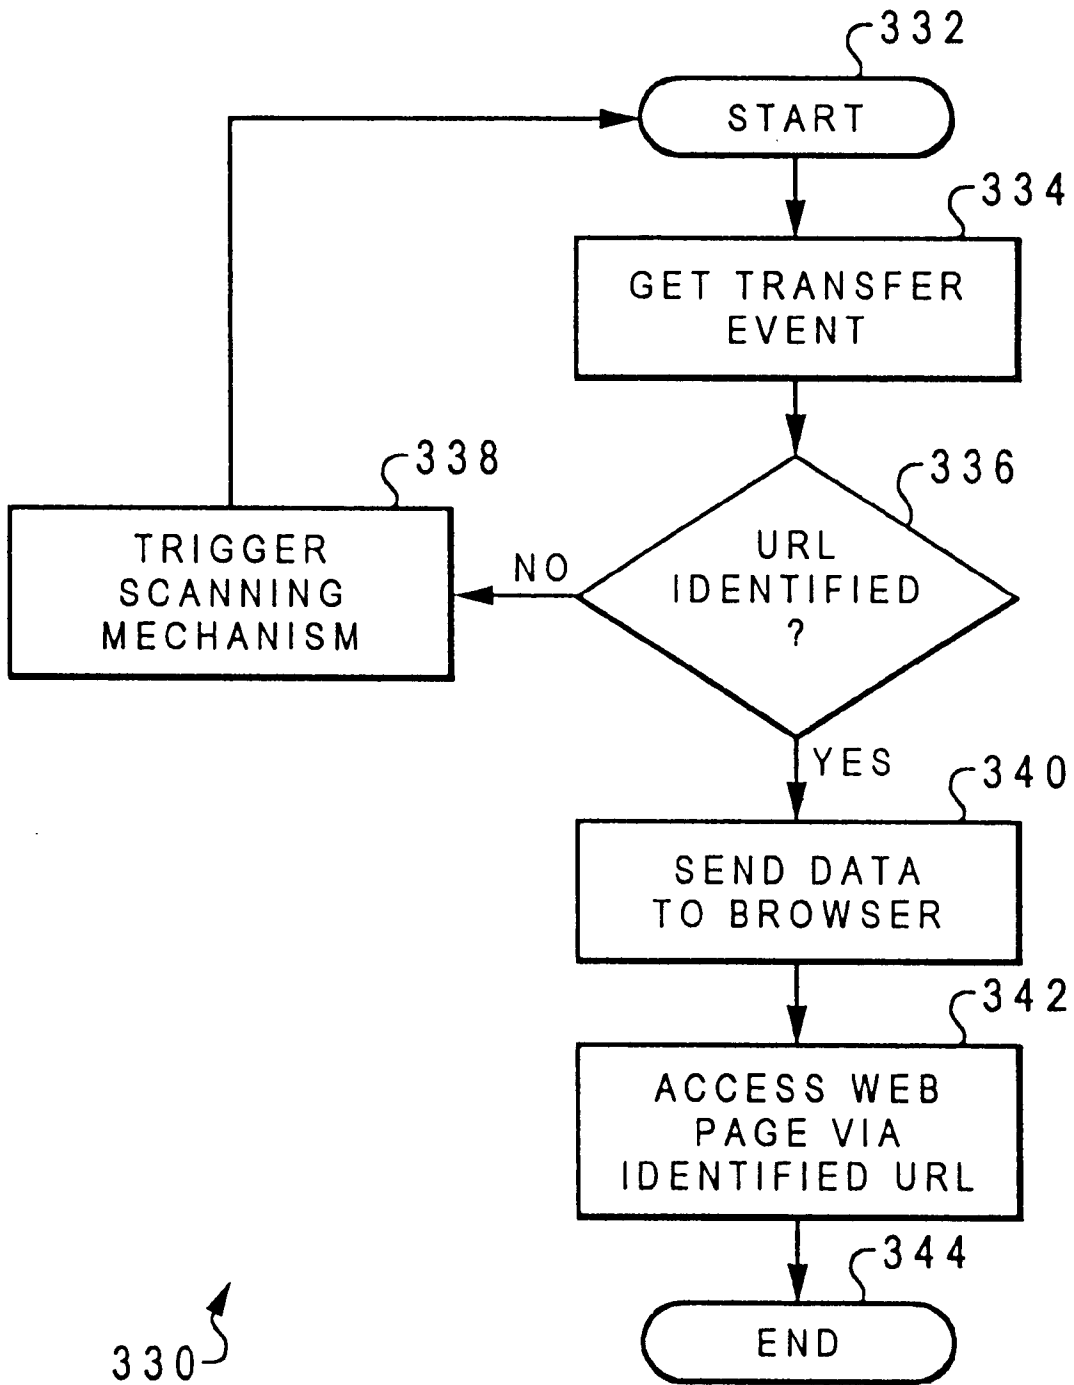 332
START
334
GET TRANSFER
EVENT
336
URL
IDENTIFIED
?
NO
338
TRIGGER
SCANNING
MECHANISM
YES
340
SEND DATA
TO BROWSER
342
ACCESS WEB
PAGE VIA
IDENTIFIED URL
344
END
330